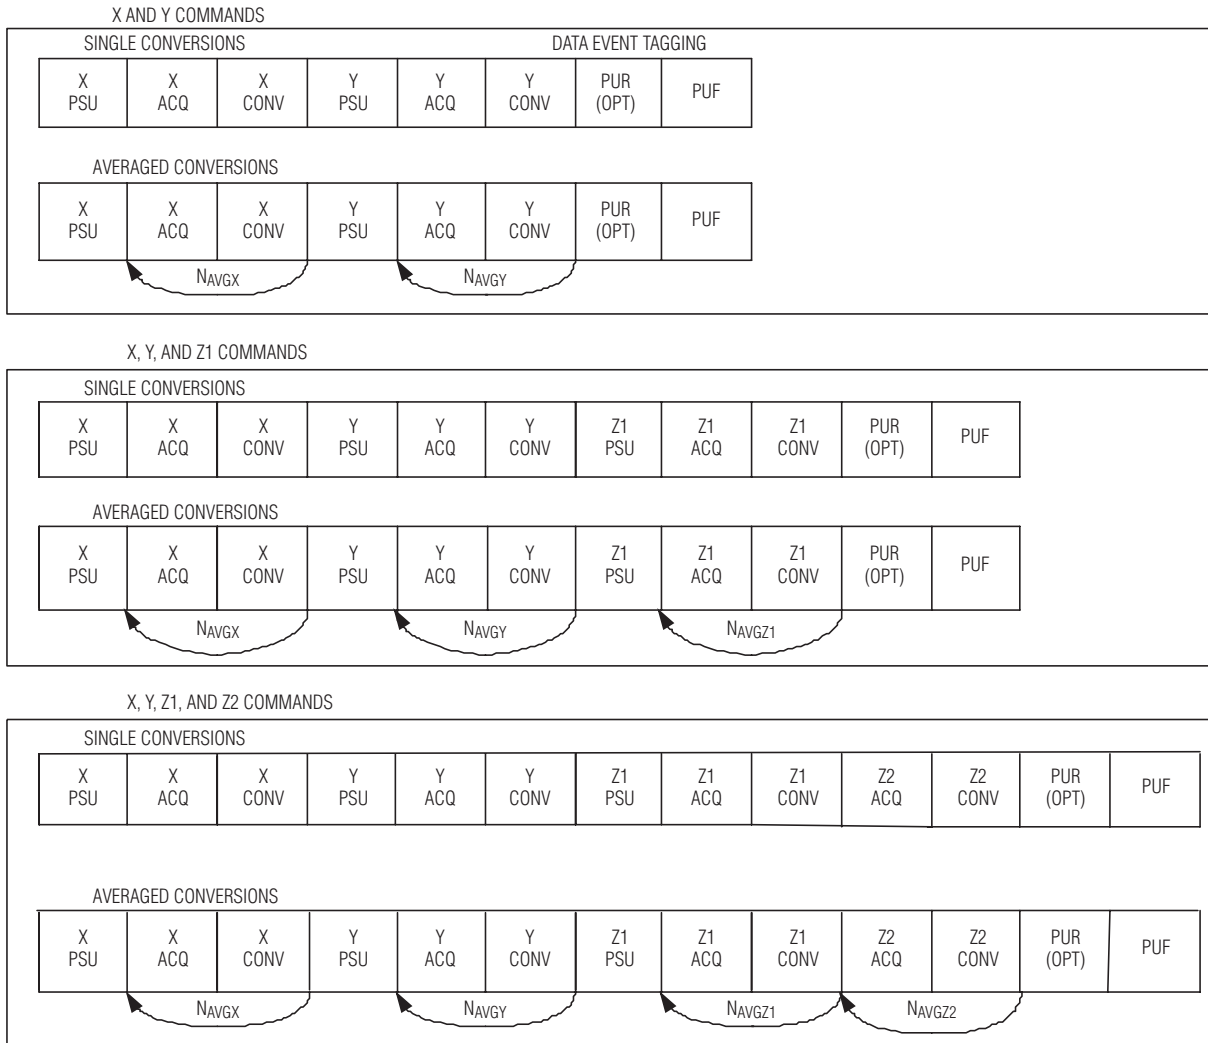 X AND Y COMMANDS
SINGLE CONVERSIONS DATA EVENT TAGGING
X PSU X ACQ X CONV Y PSU Y ACQ Y CONV PUR (OPT) PUF
AVERAGED CONVERSIONS
X PSU X ACQ X CONV Y PSU Y ACQ Y CONV PUR (OPT) PUF
NAVGX NAVGY
X, Y, AND Z1 COMMANDS
SINGLE CONVERSIONS
X PSU X ACQ X CONV Y PSU Y ACQ Y CONV Z1 PSU Z1 ACQ Z1 CONV PUR (OPT) PUF
AVERAGED CONVERSIONS
X PSU X ACQ X CONV Y PSU Y ACQ Y CONV Z1 PSU Z1 ACQ Z1 CONV PUR (OPT) PUF
NAVGX NAVGY NAVGZ1
X, Y, Z1, AND Z2 COMMANDS
SINGLE CONVERSIONS
X PSU X ACQ X CONV Y PSU Y ACQ Y CONV Z1 PSU Z1 ACQ Z1 CONV Z2 ACQ Z2 CONV PUR (OPT) PUF
AVERAGED CONVERSIONS
X PSU X ACQ X CONV Y PSU Y ACQ Y CONV Z1 PSU Z1 ACQ Z1 CONV Z2 ACQ Z2 CONV PUR (OPT) PUF
NAVGX NAVGY NAVGZ1 NAVGZ2